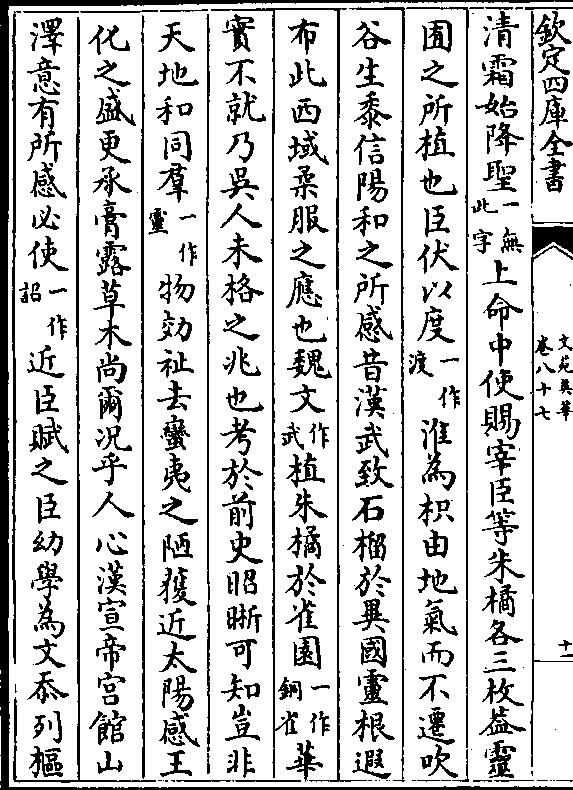 欽定四庫全書
文苑英華
卷八十七
十一
清霜始降聖一無此字上命中使賜宰臣等朱橘各三枚葢靈
囿之所植也臣伏以度一作渡淮為枳由地氣而不遷吹
谷生黍信陽和之所感昔漢武致石榴於異國靈根遐
布此西域柔服之應也魏文作武植朱橘於雀園一作銅雀華
實不就乃吳人未格之兆也考於前史昭晰可知豈非
天地和同羣一作靈物効祉去蠻夷之陋獲近太陽感王
化之盛更承膏露草木尚爾況乎人心漢宣帝宮館山
澤意有所感必使一作詔近臣賦之臣幼學為文忝列樞